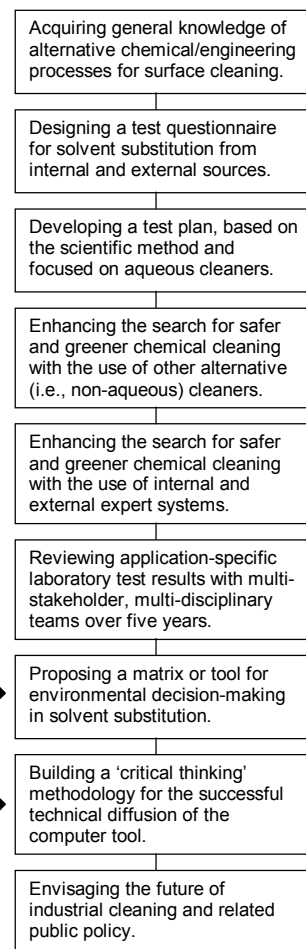 Acquiring general knowledge of
alternative chemical/engineering
processes for surface cleaning.
Designing a test questionnaire
for solvent substitution from
internal and external sources.
Developing a test plan, based on
the scientific method and
focused on aqueous cleaners.
Enhancing the search for safer
and greener chemical cleaning
with the use of other alternative
(i.e., non-aqueous) cleaners.
Enhancing the search for safer
and greener chemical cleaning
with the use of internal and
external expert systems.
Reviewing application-specific
laboratory test results with multi-
stakeholder, multi-disciplinary
teams over five years.
Proposing a matrix or tool for
environmental decision-making
in solvent substitution.
Building a ‘critical thinking’
methodology for the successful
technical diffusion of the
computer tool.
Envisaging the future of
industrial cleaning and related
public policy.